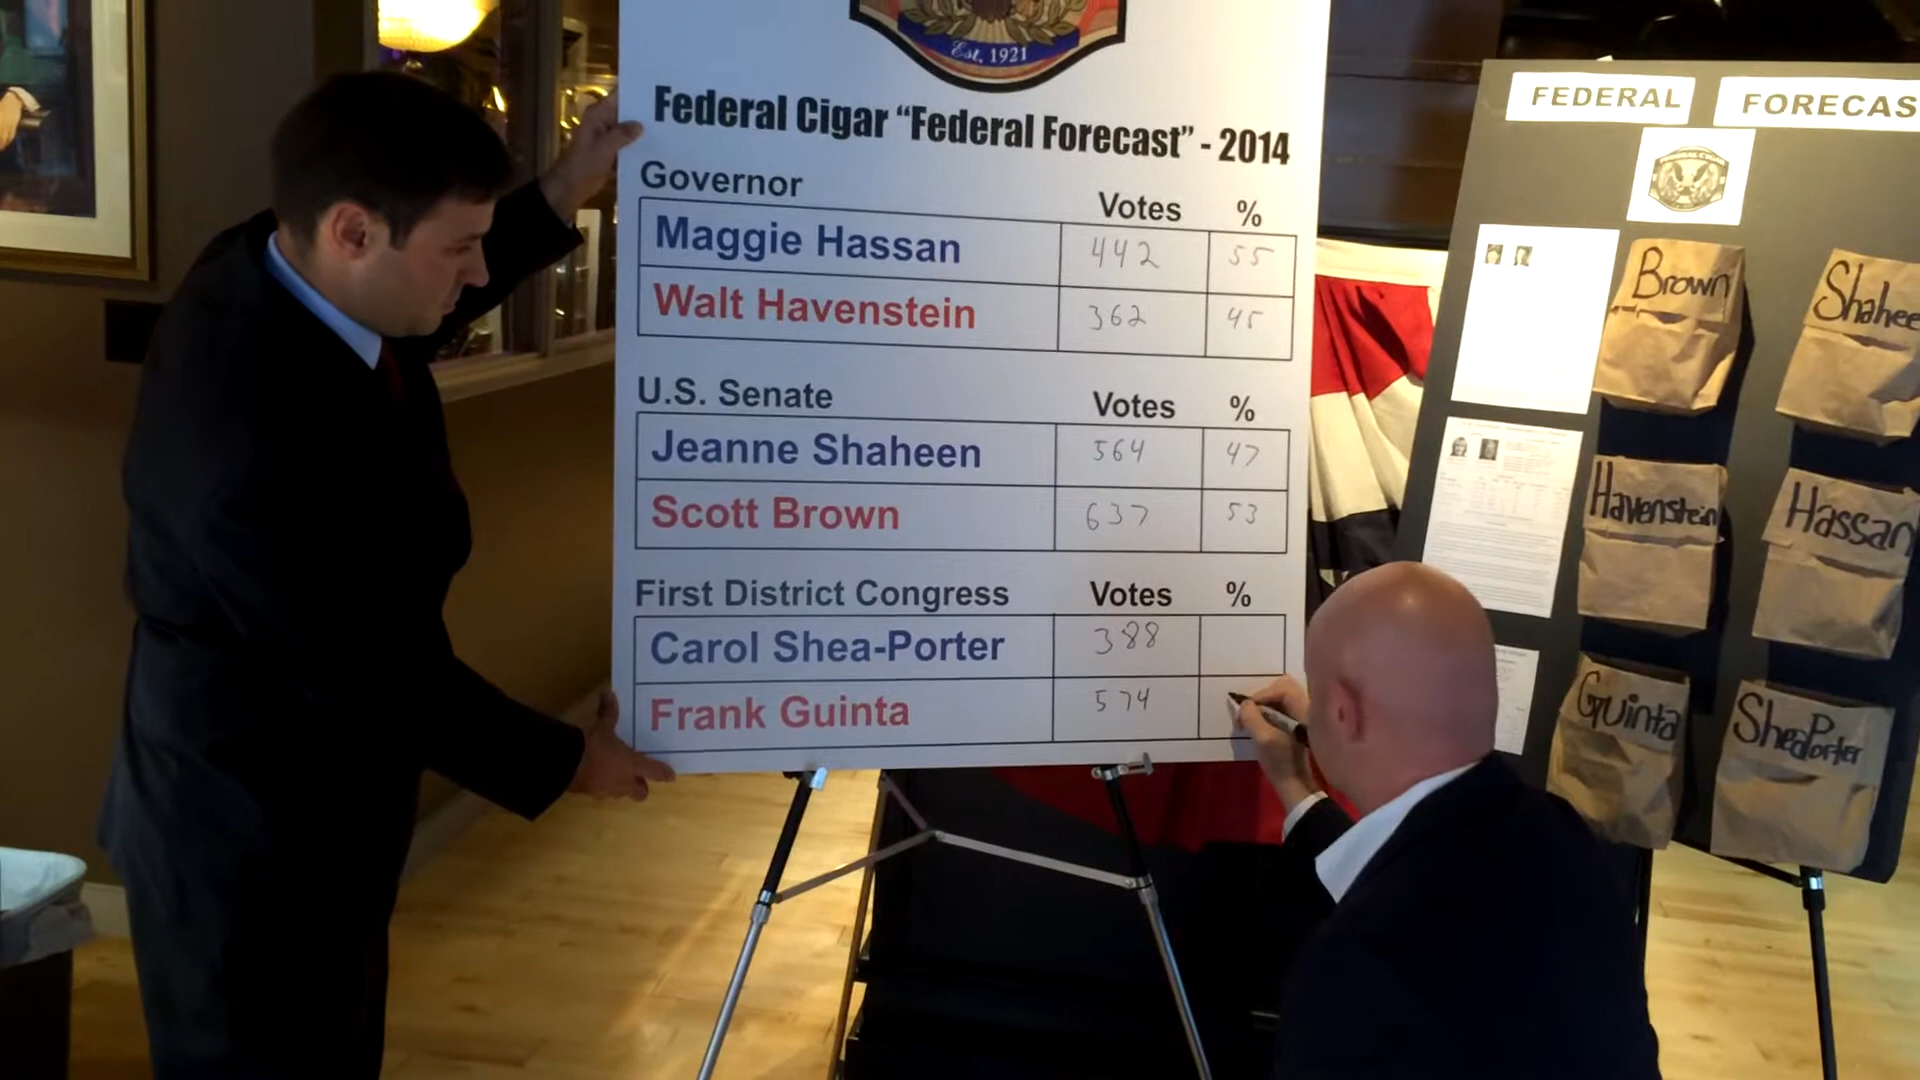 Est. 1921
Federal Cigar “Federal Forecast” - 2014
Governor Votes %
Maggie Hassan 442 55
Walt Havenstein 362 45
U.S. Senate Votes %
Jeanne Shaheen 564 47
Scott Brown 637 53
First District Congress Votes %
Carol Shea-Porter 388
Frank Guinta 574
FEDERAL FORECAS
Brown Shahee
Havenstein Hassan
Guinta SheaPorter